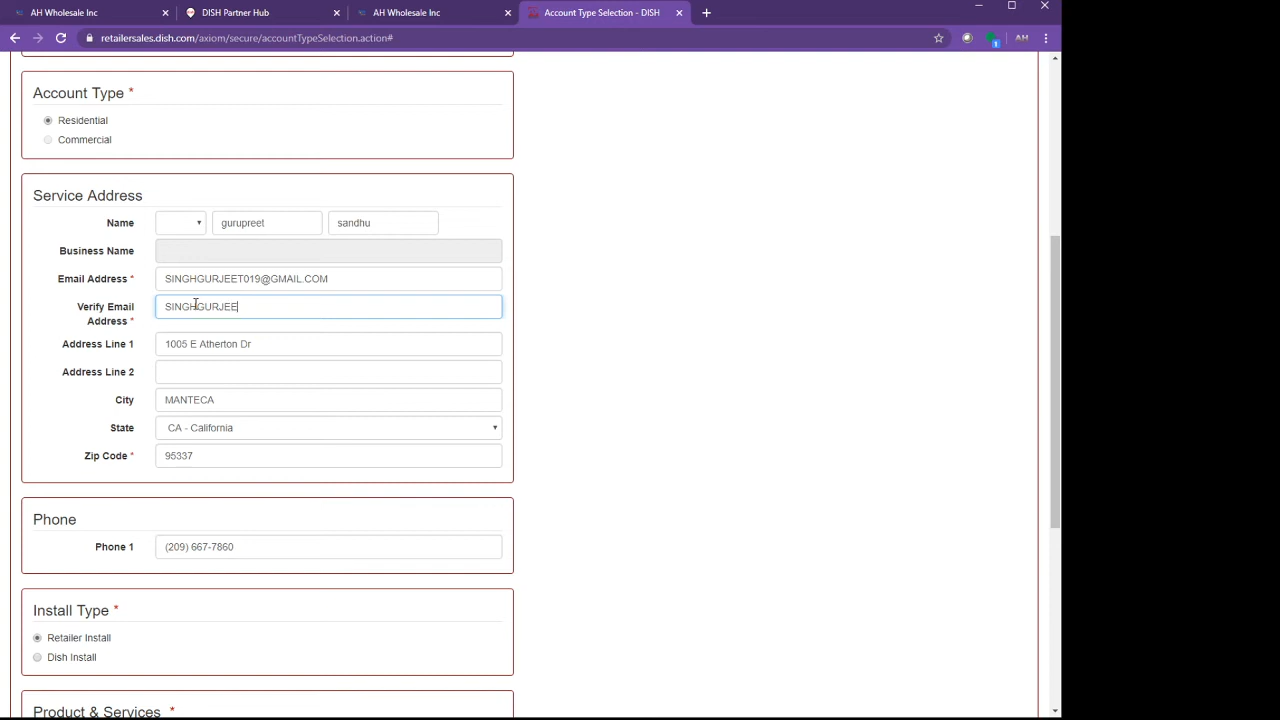 AH Wholesale Inc
DISH Partner Hub
AH Wholesale Inc
Account Type Selection - DISH
retailersales.dish.com/axiom/secure/accountTypeSelection.action#
1
AH
Account Type *
Residential
Commercial
Service Address
Name gurupreet sandhu
Business Name
Email Address * SINGHGURJEET019@GMAIL.COM
Verify Email SINGHGURJEE
Address *
Address Line 1 1005 E Atherton Dr
Address Line 2
City MANTECA
State CA - California
Zip Code * 95337
Phone
Phone 1 (209) 667-7860
Install Type *
Retailer Install
Dish Install
Product & Services *